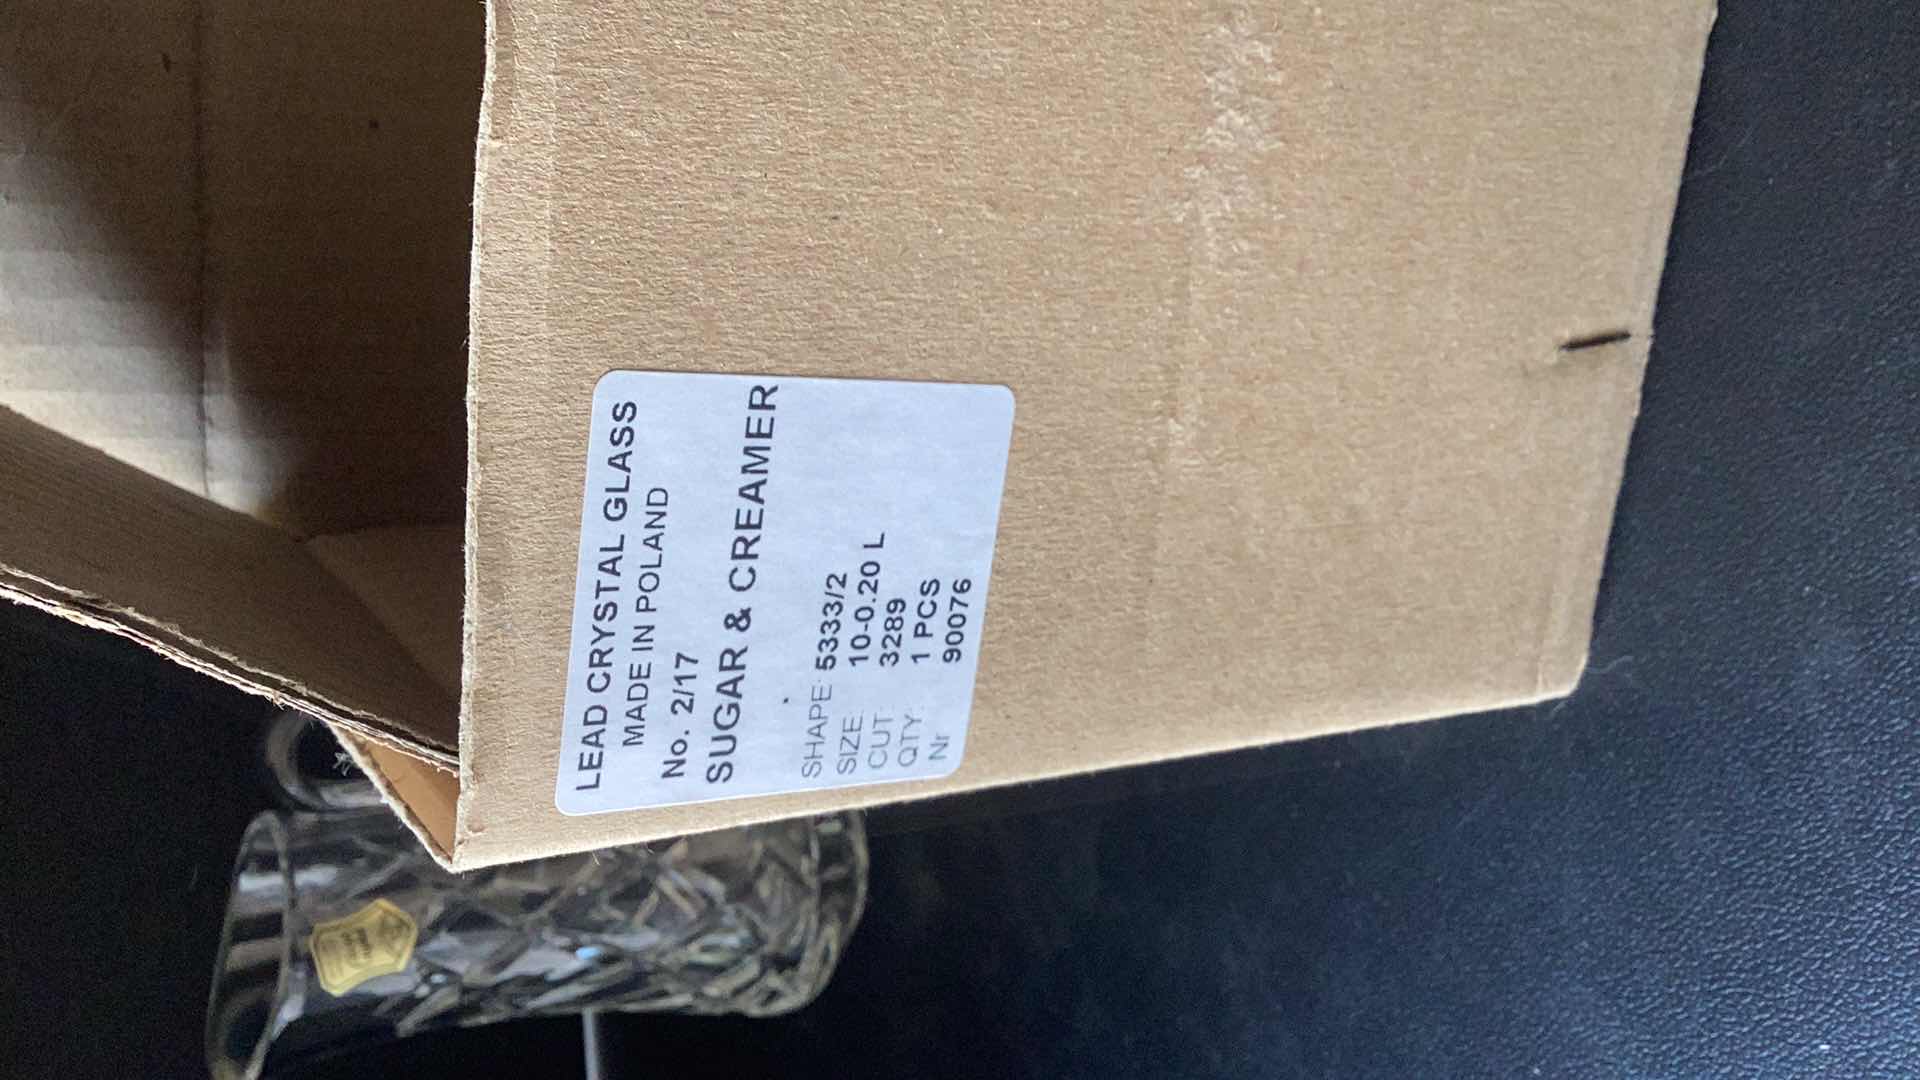 LEAD CRYSTAL GLASS
MADE IN POLAND
No. 2/17
SUGAR & CREAMER
SHAPE: 5333/2
SIZE: 10-0.20 L
CUT: 3289
QTY: 1 PCS
Nr 90076